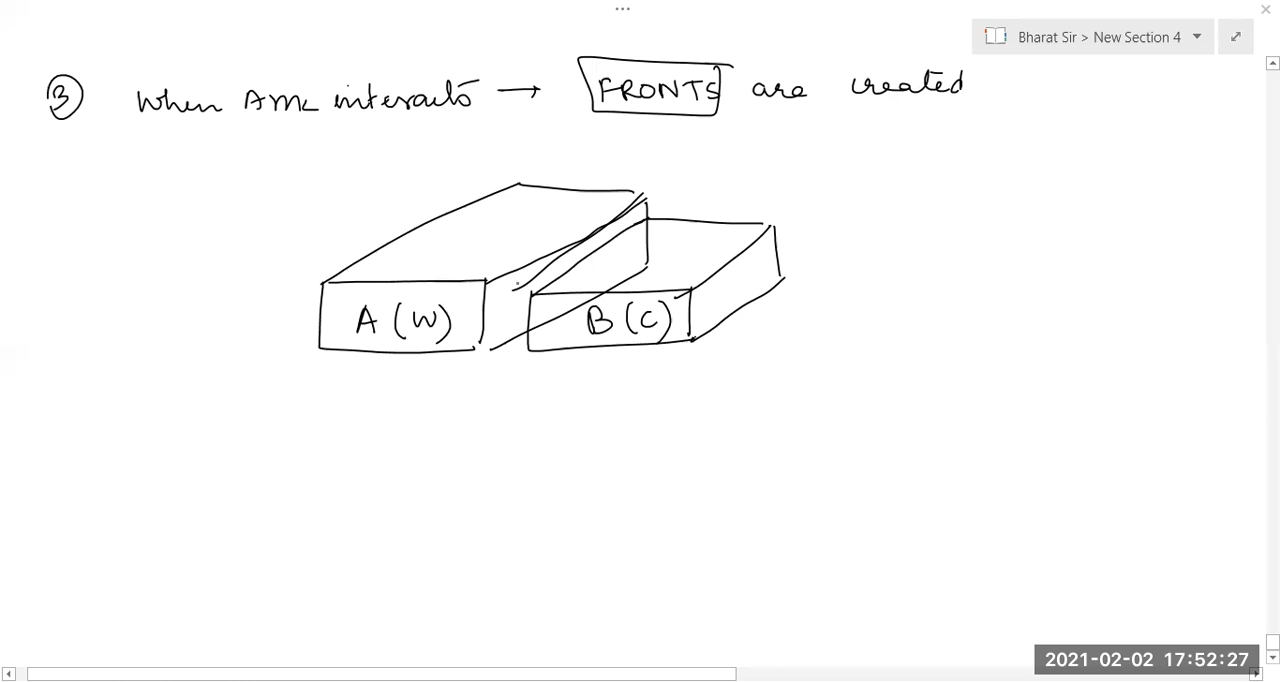 Bharat Sir > New Section 4
③ When AMs interacts → FRONTS are created
A (W)
B (C)
2021-02-02 17:52:27